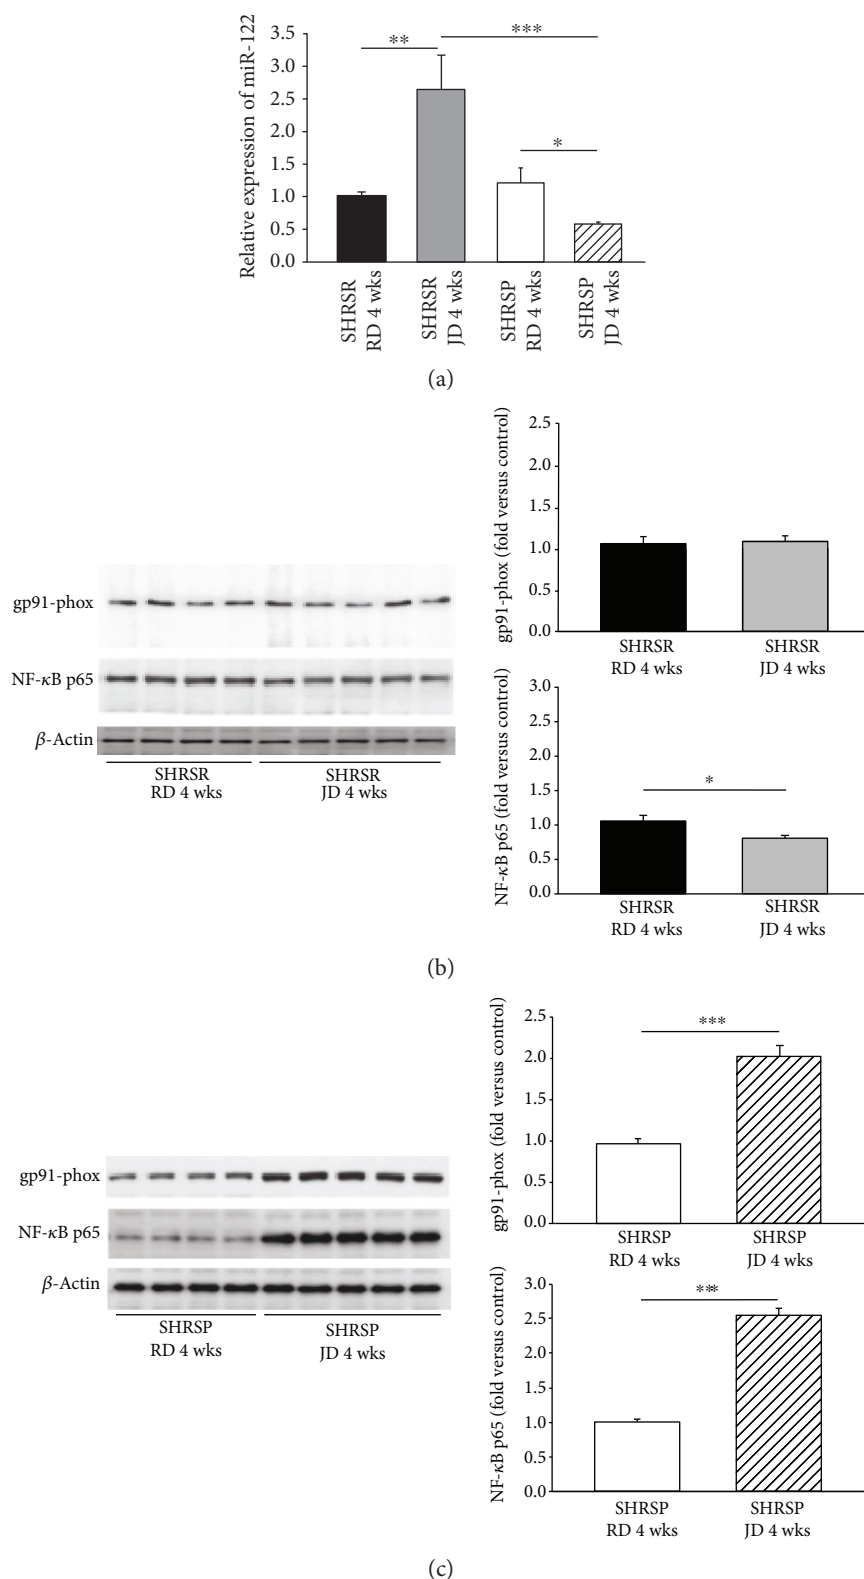 Relative expression of miR-122
3.5
3.0
2.5
2.0
1.5
1.0
0.5
0.0
**
***
*
SHRSR
RD 4 wks
SHRSR
JD 4 wks
SHRSP
RD 4 wks
SHRSP
JD 4 wks
(a)
gp91-phox
NF-κB p65
β-Actin
SHRSR
RD 4 wks
SHRSR
JD 4 wks
gp91-phox (fold versus control)
2.5
2.0
1.5
1.0
0.5
0.0
SHRSR
RD 4 wks
SHRSR
JD 4 wks
NF-κB p65 (fold versus control)
3.0
2.5
2.0
1.5
1.0
0.5
0.0
*
SHRSR
RD 4 wks
SHRSR
JD 4 wks
(b)
gp91-phox
NF-κB p65
β-Actin
SHRSP
RD 4 wks
SHRSP
JD 4 wks
gp91-phox (fold versus control)
2.5
2.0
1.5
1.0
0.5
0.0
***
SHRSP
RD 4 wks
SHRSP
JD 4 wks
NF-κB p65 (fold versus control)
3.0
2.5
2.0
1.5
1.0
0.5
0.0
***
SHRSP
RD 4 wks
SHRSP
JD 4 wks
(c)